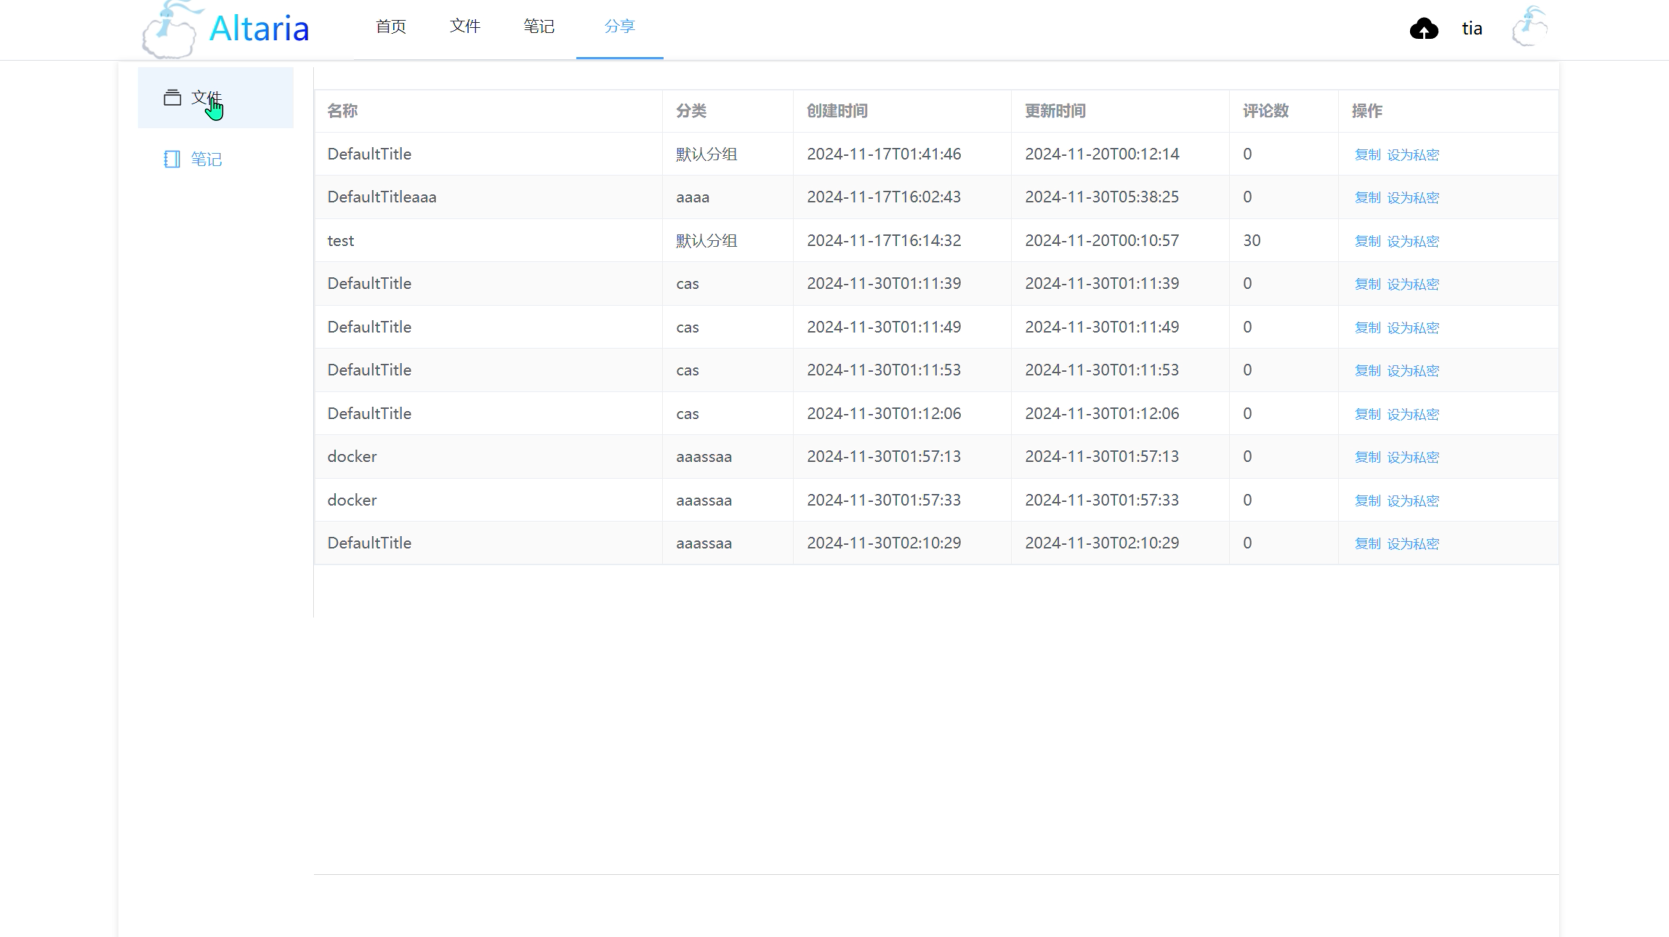 Altaria 首页 文件 笔记 分享 tia
文件
笔记
名称 分类 创建时间 更新时间 评论数 操作
DefaultTitle 默认分组 2024-11-17T01:41:46 2024-11-20T00:12:14 0 复制 设为私密
DefaultTitleaaa aaaa 2024-11-17T16:02:43 2024-11-30T05:38:25 0 复制 设为私密
test 默认分组 2024-11-17T16:14:32 2024-11-20T00:10:57 30 复制 设为私密
DefaultTitle cas 2024-11-30T01:11:39 2024-11-30T01:11:39 0 复制 设为私密
DefaultTitle cas 2024-11-30T01:11:49 2024-11-30T01:11:49 0 复制 设为私密
DefaultTitle cas 2024-11-30T01:11:53 2024-11-30T01:11:53 0 复制 设为私密
DefaultTitle cas 2024-11-30T01:12:06 2024-11-30T01:12:06 0 复制 设为私密
docker aaassaa 2024-11-30T01:57:13 2024-11-30T01:57:13 0 复制 设为私密
docker aaassaa 2024-11-30T01:57:33 2024-11-30T01:57:33 0 复制 设为私密
DefaultTitle aaassaa 2024-11-30T02:10:29 2024-11-30T02:10:29 0 复制 设为私密